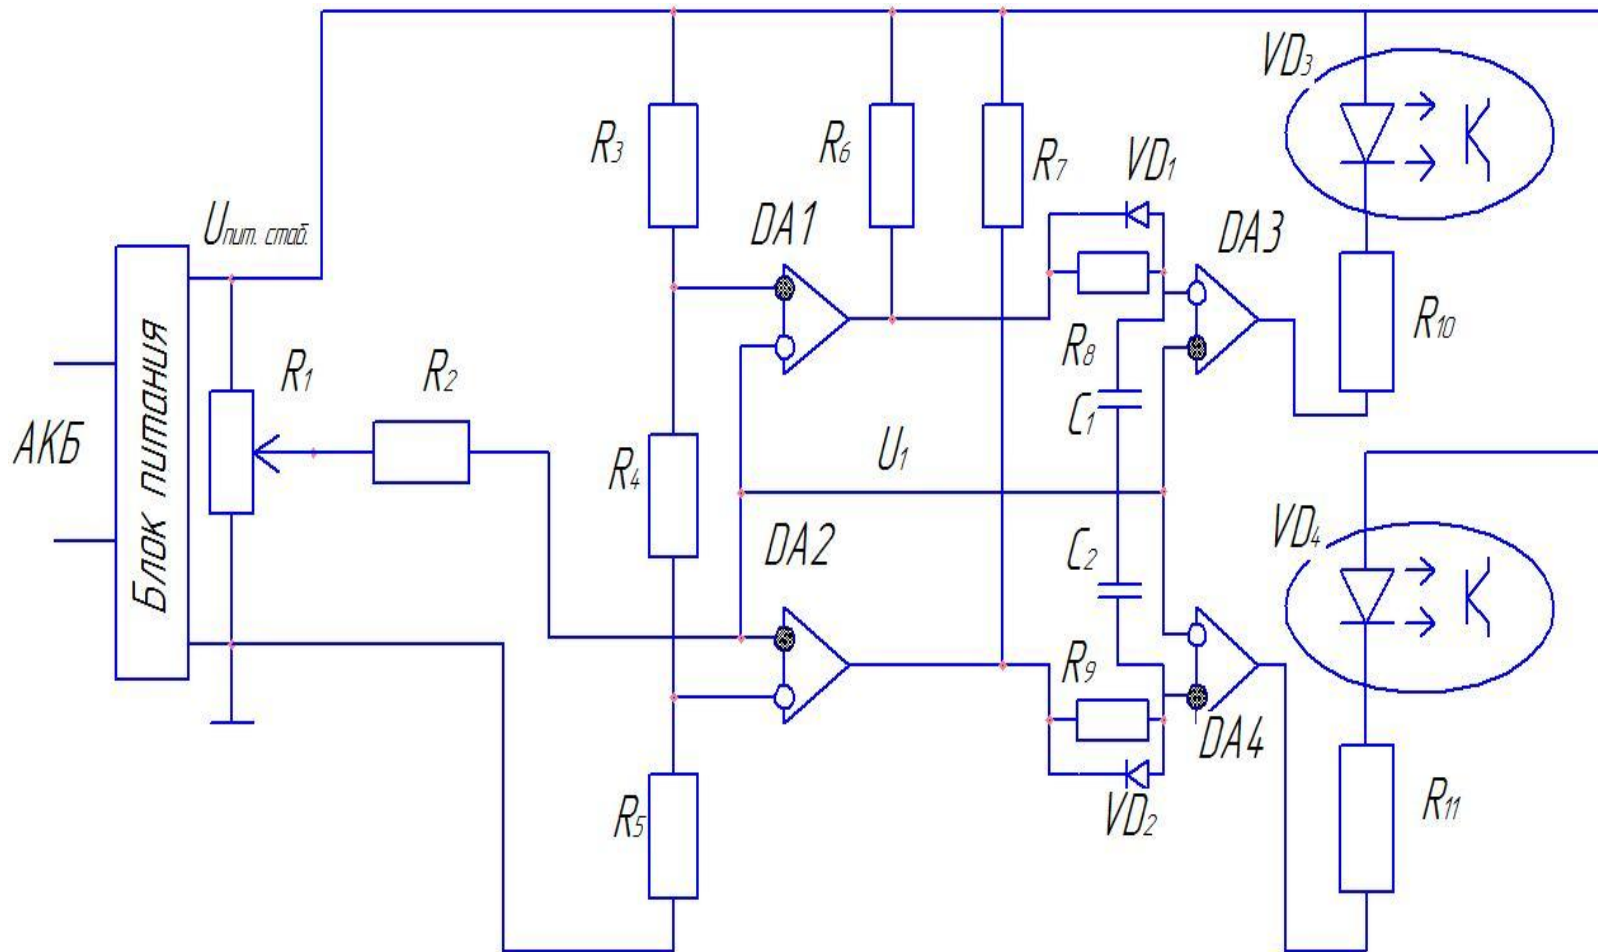 VD3
R3
R6
R7
VD1
DA1
DA3
Uпит. стаб.
R10
R1
R2
R8
АКБ
Блок питания
C1
U1
R4
DA2
C2
VD4
R9
DA4
R5
VD2
R11